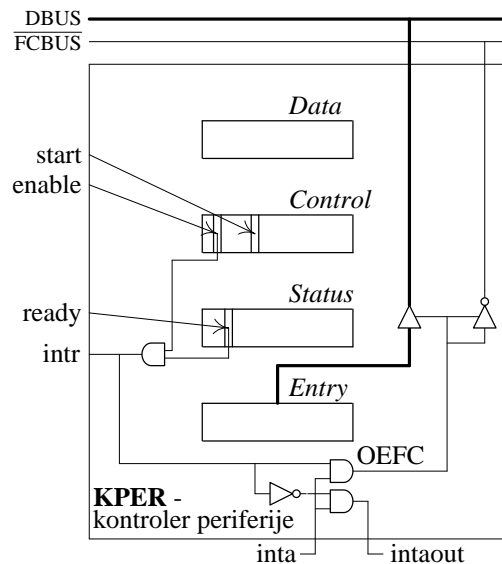 DBUS
FCBUS
Data
start
enable
Control
ready
Status
intr
Entry
OEFC
KPER -
kontroler periferije
inta
intaout